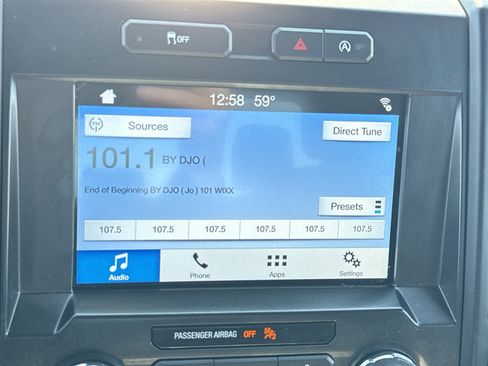 OFF
A OFF
12:58 59°
FM Sources
Direct Tune
101.1 BY DJO (
End of Beginning BY DJO ( Jo ) 101 WIXX
Presets
107.5 107.5 107.5 107.5 107.5 107.5
Audio Phone Apps Settings
PASSENGER AIRBAG OFF 2